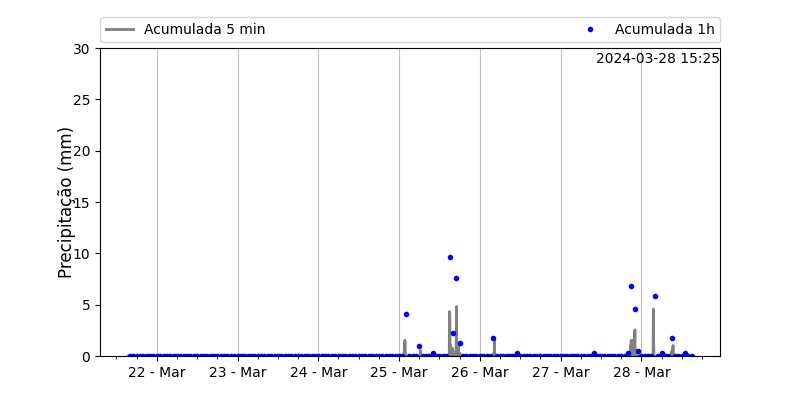 Acumulada 5 min
Acumulada 1h
2024-03-28 15:25
Precipitação (mm)
30
25
20
15
10
5
0
22 - Mar
23 - Mar
24 - Mar
25 - Mar
26 - Mar
27 - Mar
28 - Mar